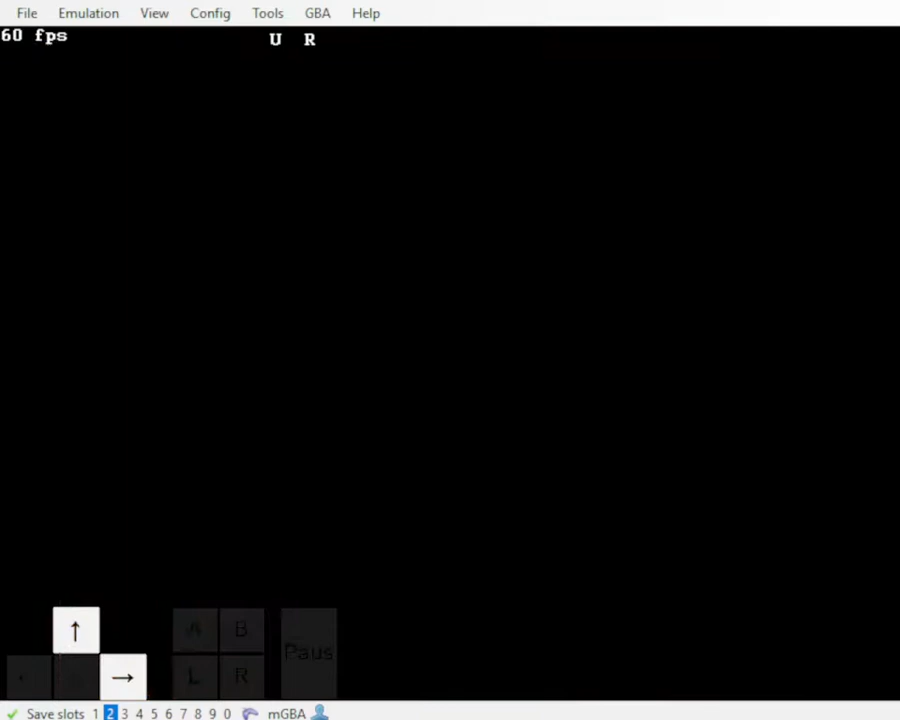 File Emulation View Config Tools GBA Help
60 fps U R
↑ A B
← → L R Paus
Save slots 1 2 3 4 5 6 7 8 9 0 mGBA